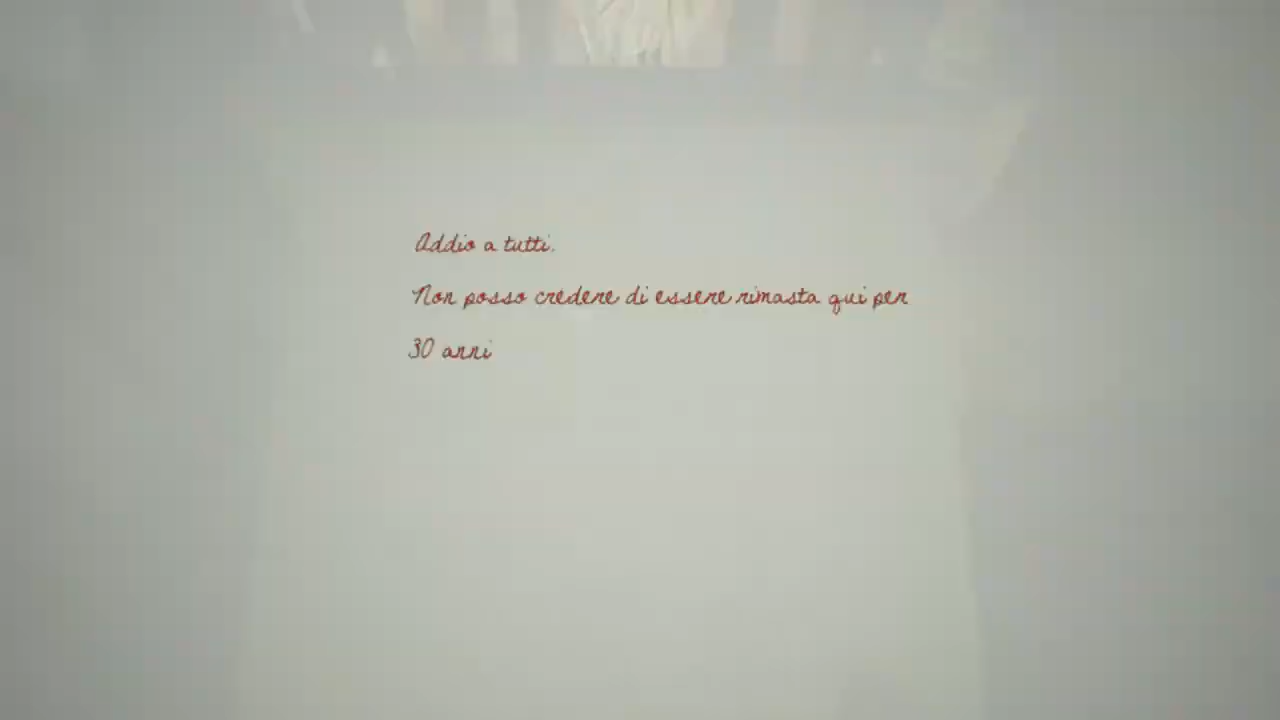 Addio a tutti.
Non posso credere di essere rimasta qui per
30 anni